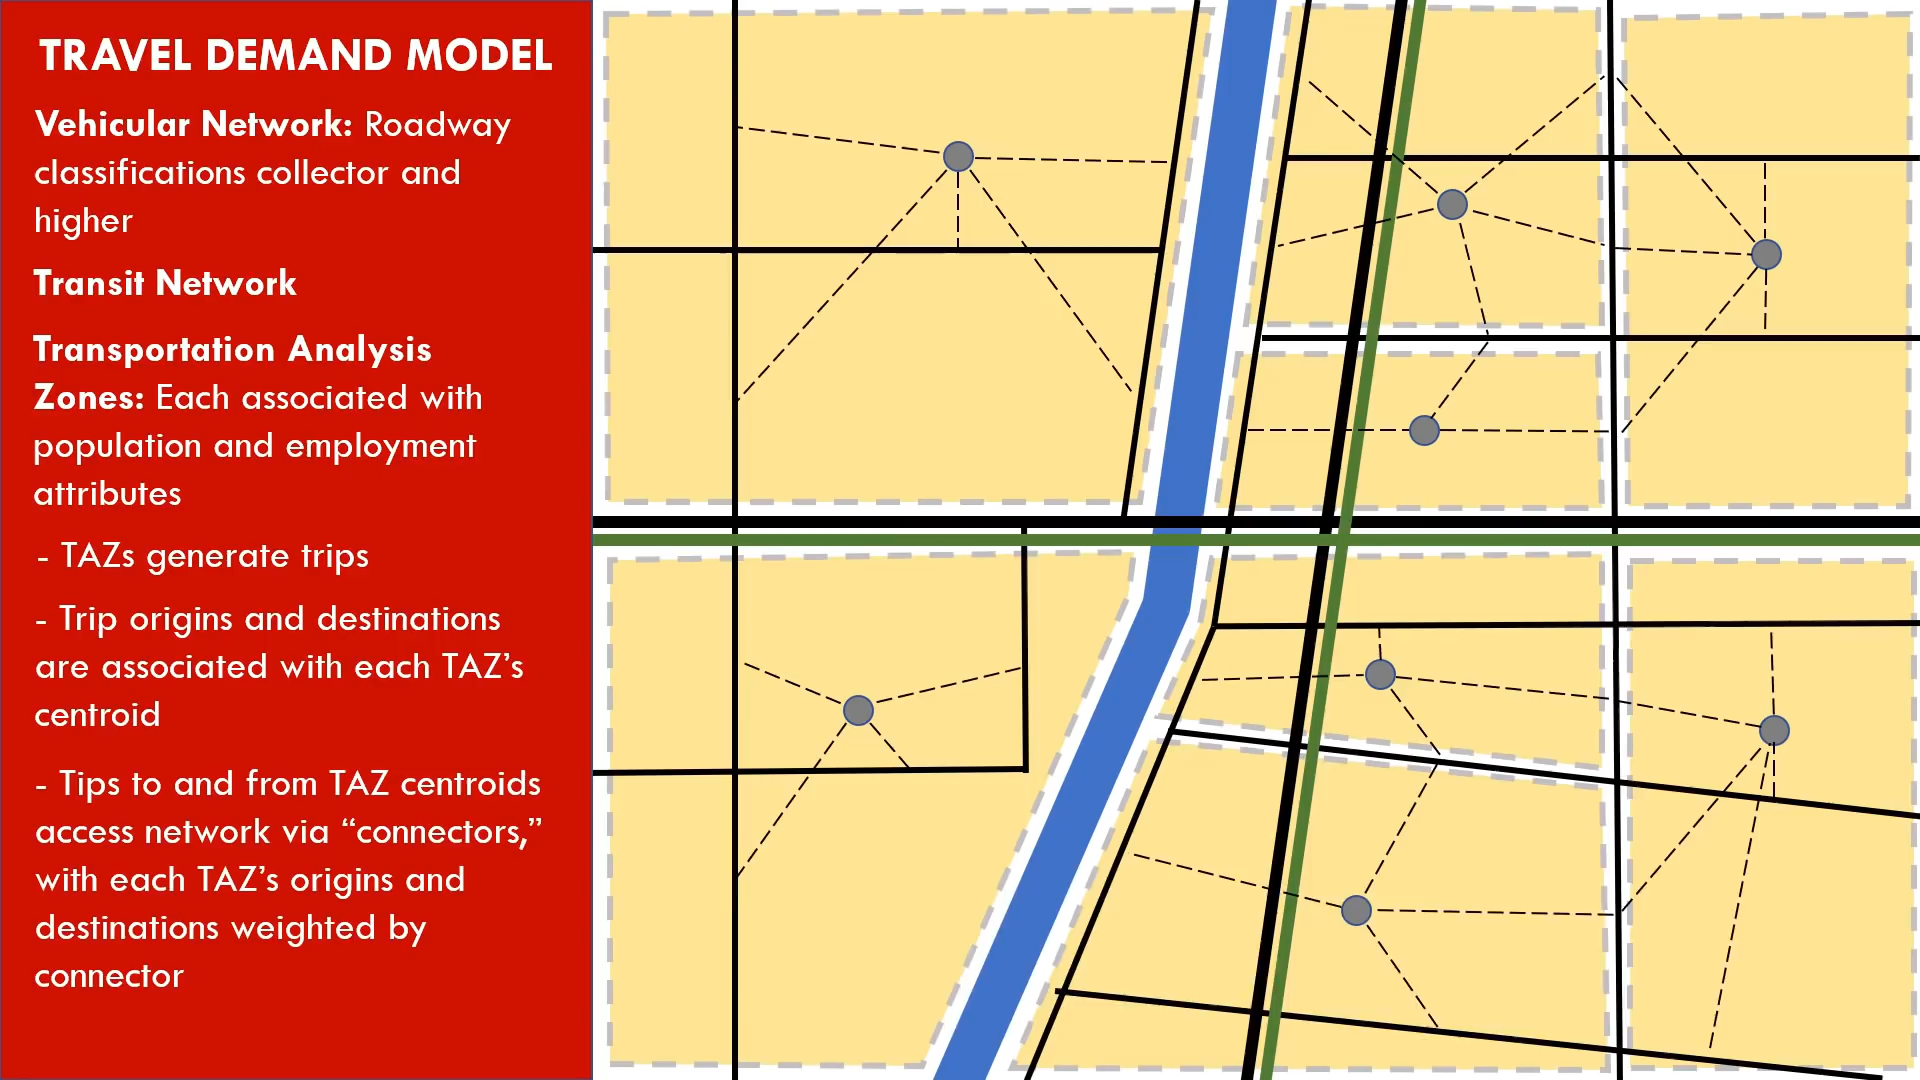 TRAVEL DEMAND MODEL
Vehicular Network: Roadway
classifications collector and
higher
Transit Network
Transportation Analysis
Zones: Each associated with
population and employment
attributes
- TAZs generate trips
- Trip origins and destinations
are associated with each TAZ’s
centroid
- Tips to and from TAZ centroids
access network via “connectors,”
with each TAZ’s origins and
destinations weighted by
connector